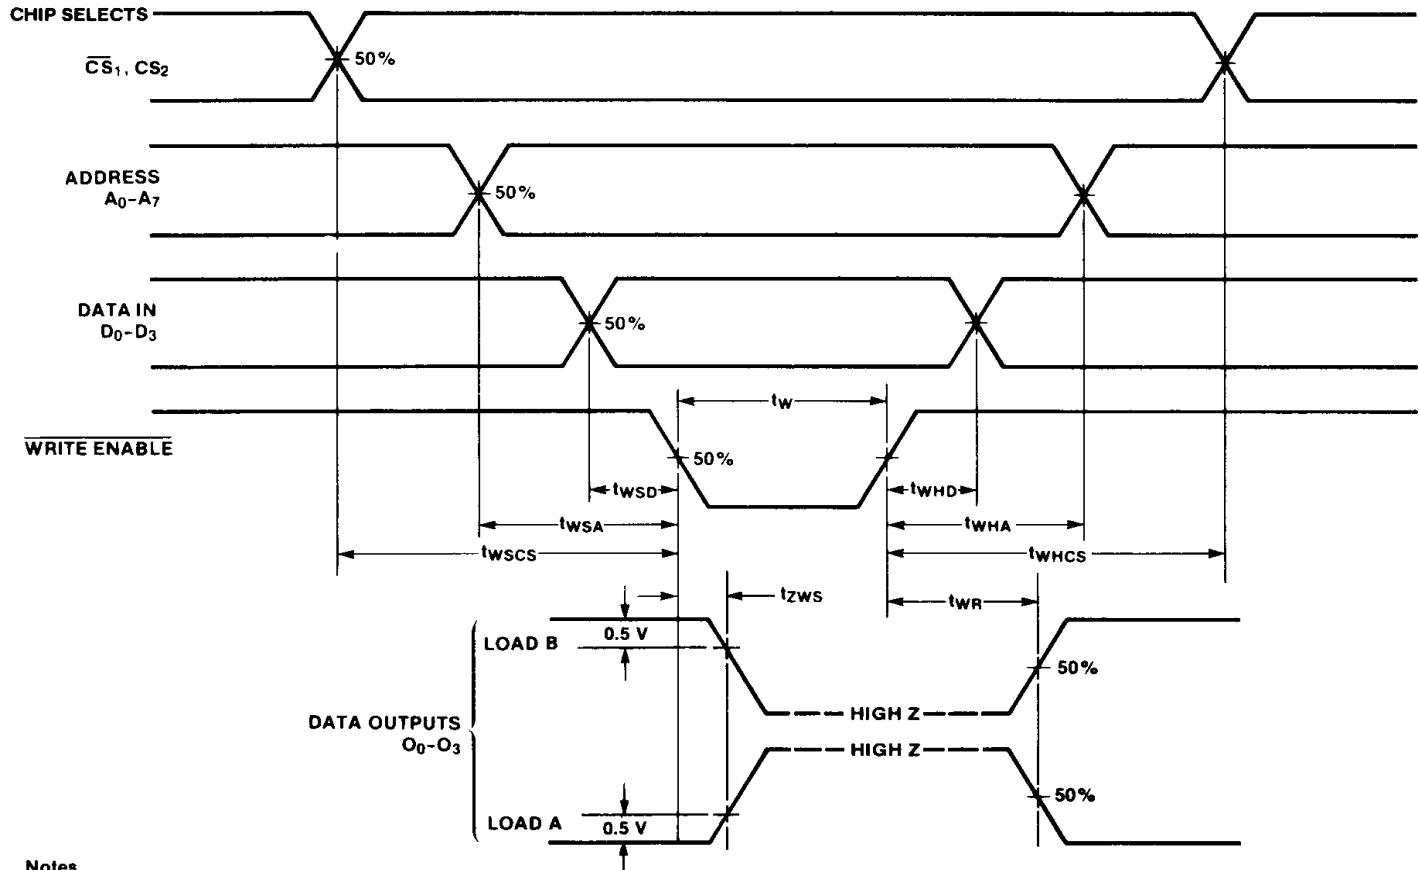 CHIP SELECTS
CS₁, CS₂
50%
ADDRESS
A₀–A₇
50%
DATA IN
D₀–D₃
50%
tW
WRITE ENABLE
50%
tWSD
tWHD
tWSA
tWHA
tWSCS
tWHCS
tZWS
tWR
0.5 V
LOAD B
50%
HIGH Z
DATA OUTPUTS
O₀–O₃
HIGH Z
50%
LOAD A
0.5 V
Notes